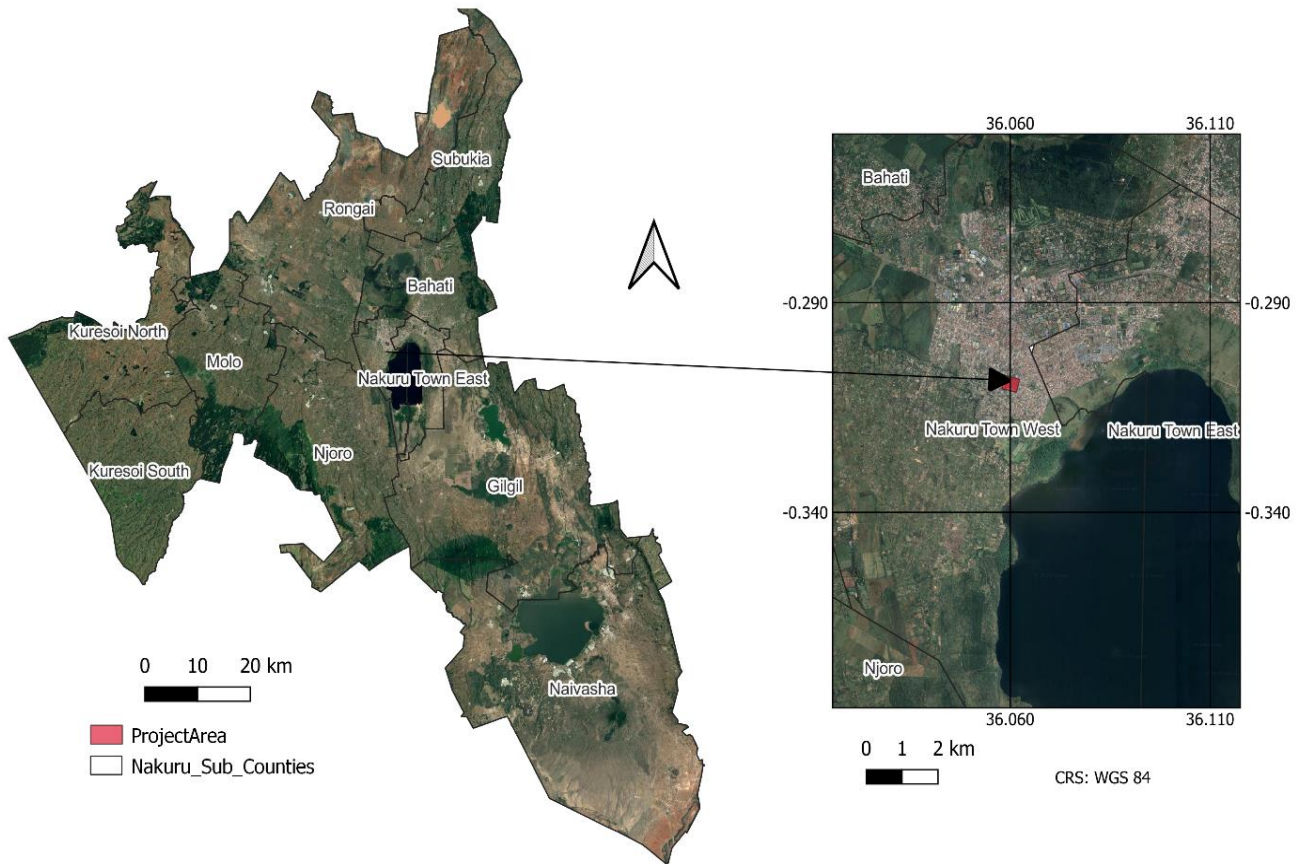 Subukia
Rongai
Bahati
Kuresoi North
Molo
Nakuru Town East
Kuresoi South
Njoro
Gilgil
Naivasha
0 10 20 km
ProjectArea
Nakuru_Sub_Counties
36.060 36.110
Bahati
-0.290 -0.290
Nakuru Town West Nakuru Town East
-0.340 -0.340
Njoro
36.060 36.110
0 1 2 km
CRS: WGS 84